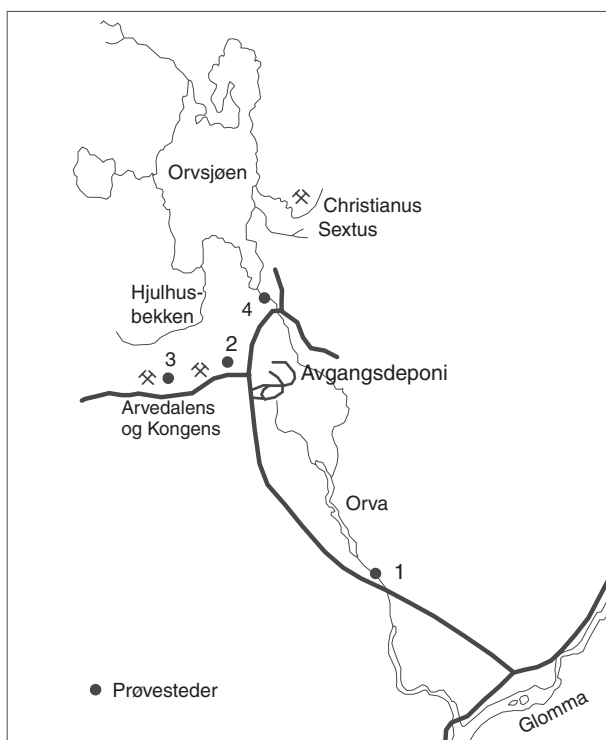 Orvsjøen
Christianus
Sextus
Hjulhus-
bekken
4
2
3
Avgangsdeponi
Arvedalens
og Kongens
Orva
1
Prøvesteder
Glomma